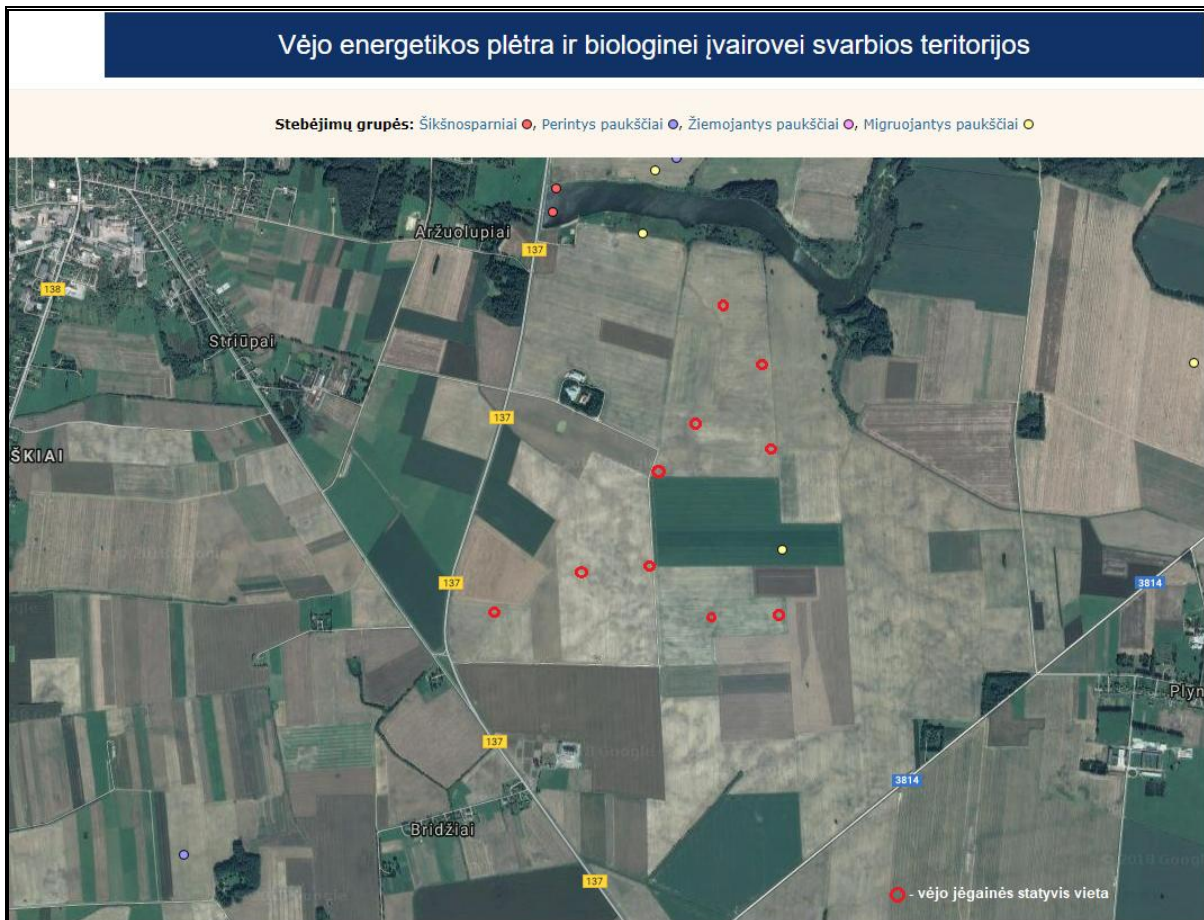 Vėjo energetikos plėtra ir biologinei įvairovei svarbios teritorijos
Stebėjimų grupės: Šikšnosparniai, Perintys paukščiai, Žiemojantys paukščiai, Migruojantys paukščiai
Aržuolupiai
137
138
Striūpai
137
ŠKIAI
137
3814
Plyn
137
3814
Bridžiai
137
- vėjo jėgainės statyvis vieta